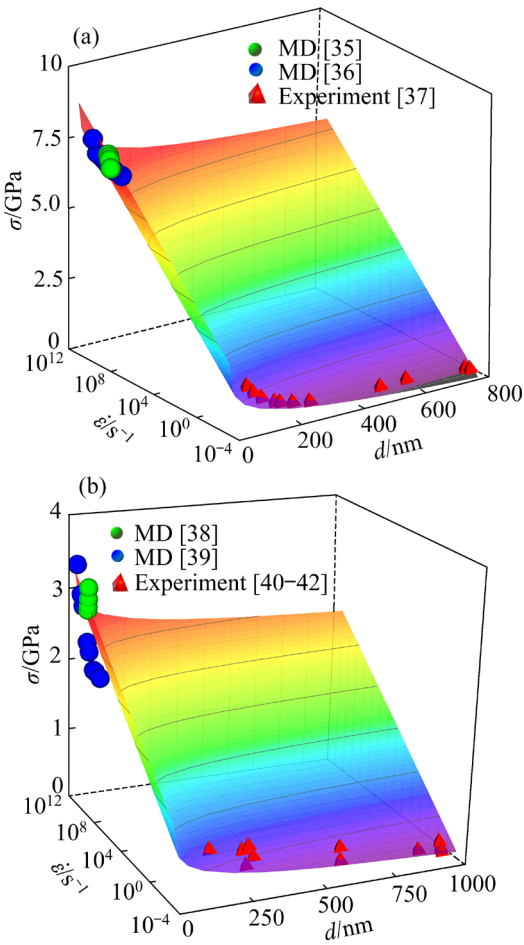 (a)
MD [35]
MD [36]
Experiment [37]
10
7.5
5.0
2.5
0
σ/GPa
10¹²
10⁸
10⁴
10⁰
10⁻⁴
ε̇/s⁻¹
0
200
400
600
800
d/nm
(b)
MD [38]
MD [39]
Experiment [40−42]
4
3
2
1
0
σ/GPa
10¹²
10⁸
10⁴
10⁰
10⁻⁴
ε̇/s⁻¹
0
250
500
750
1000
d/nm